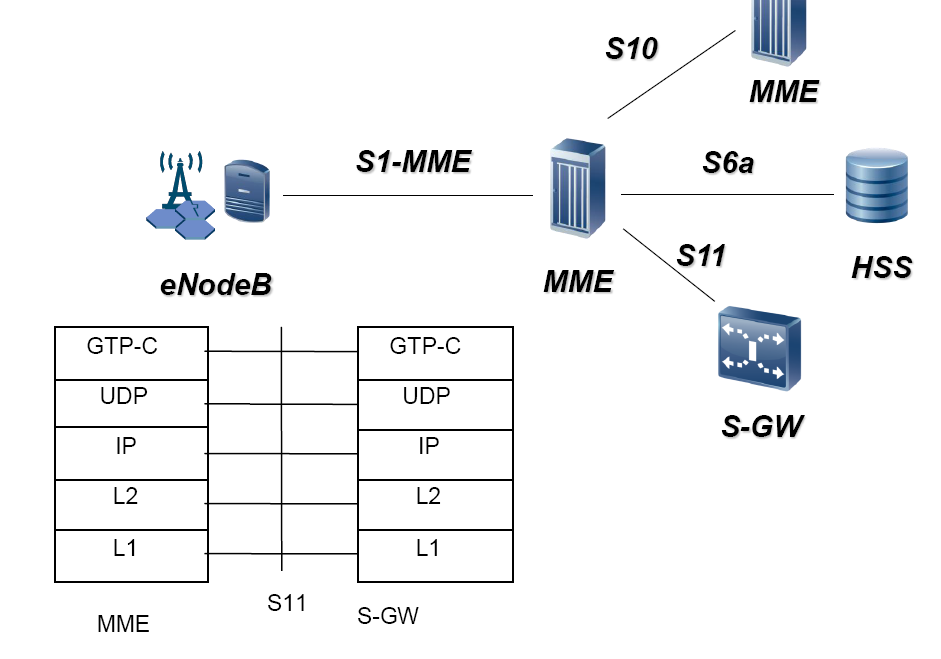 S10
MME
S1-MME
S6a
S11
HSS
eNodeB
MME
S-GW
GTP-C
GTP-C
UDP
UDP
IP
IP
L2
L2
L1
L1
S11
MME
S-GW